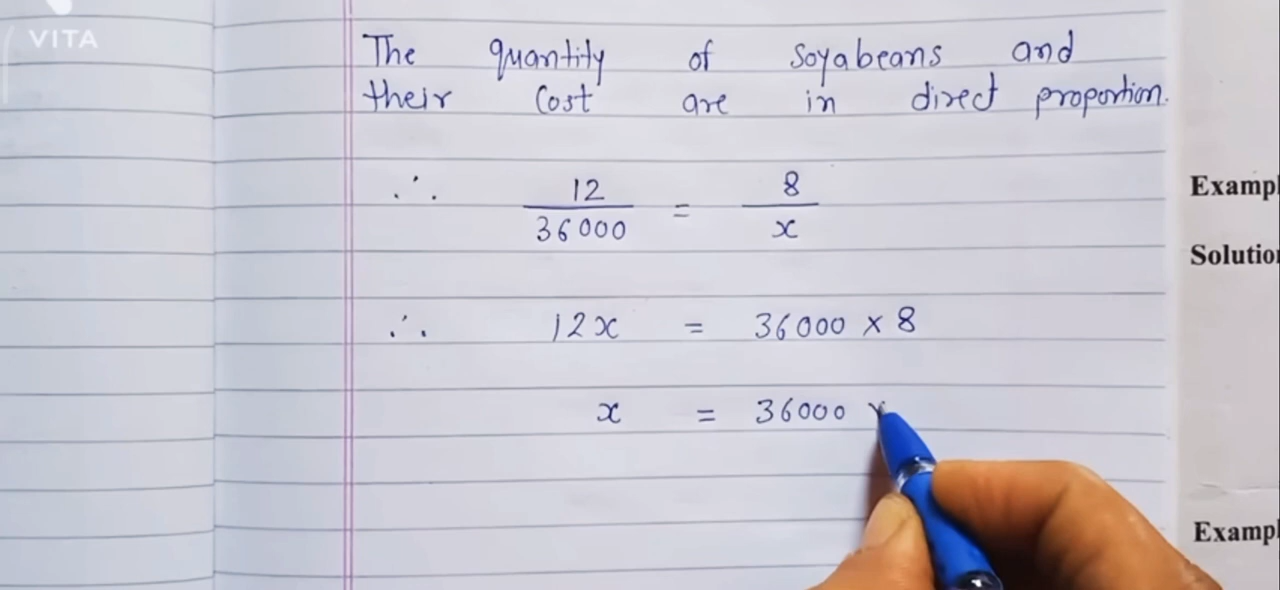 VITA
The quantity of Soyabeans and
their Cost are in direct proportion.
∴ 12/36000 = 8/x
∴ 12x = 36000 × 8
x = 36000 ×
Exampl
Solution
Exampl